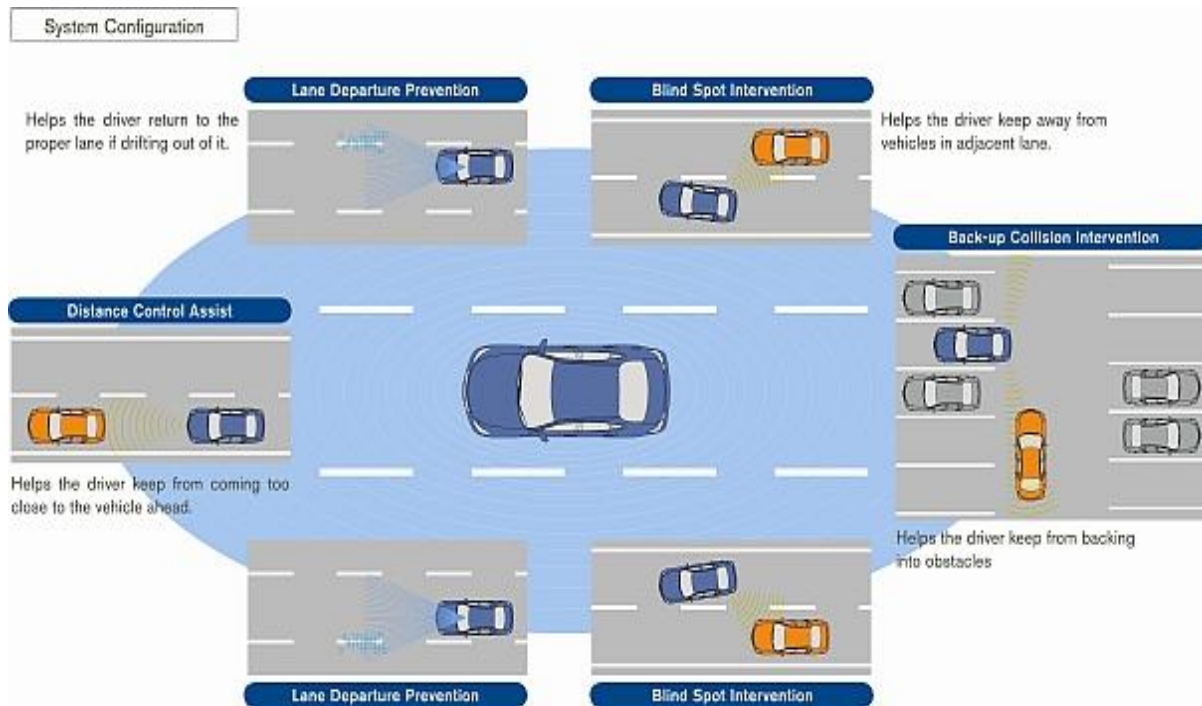 System Configuration
Lane Departure Prevention
Blind Spot Intervention
Helps the driver return to the
proper lane if drifting out of it.
Helps the driver keep away from
vehicles in adjacent lane.
Back-up Collision Intervention
Distance Control Assist
Helps the driver keep from coming too
close to the vehicle ahead.
Helps the driver keep from backing
into obstacles
Lane Departure Prevention
Blind Spot Intervention